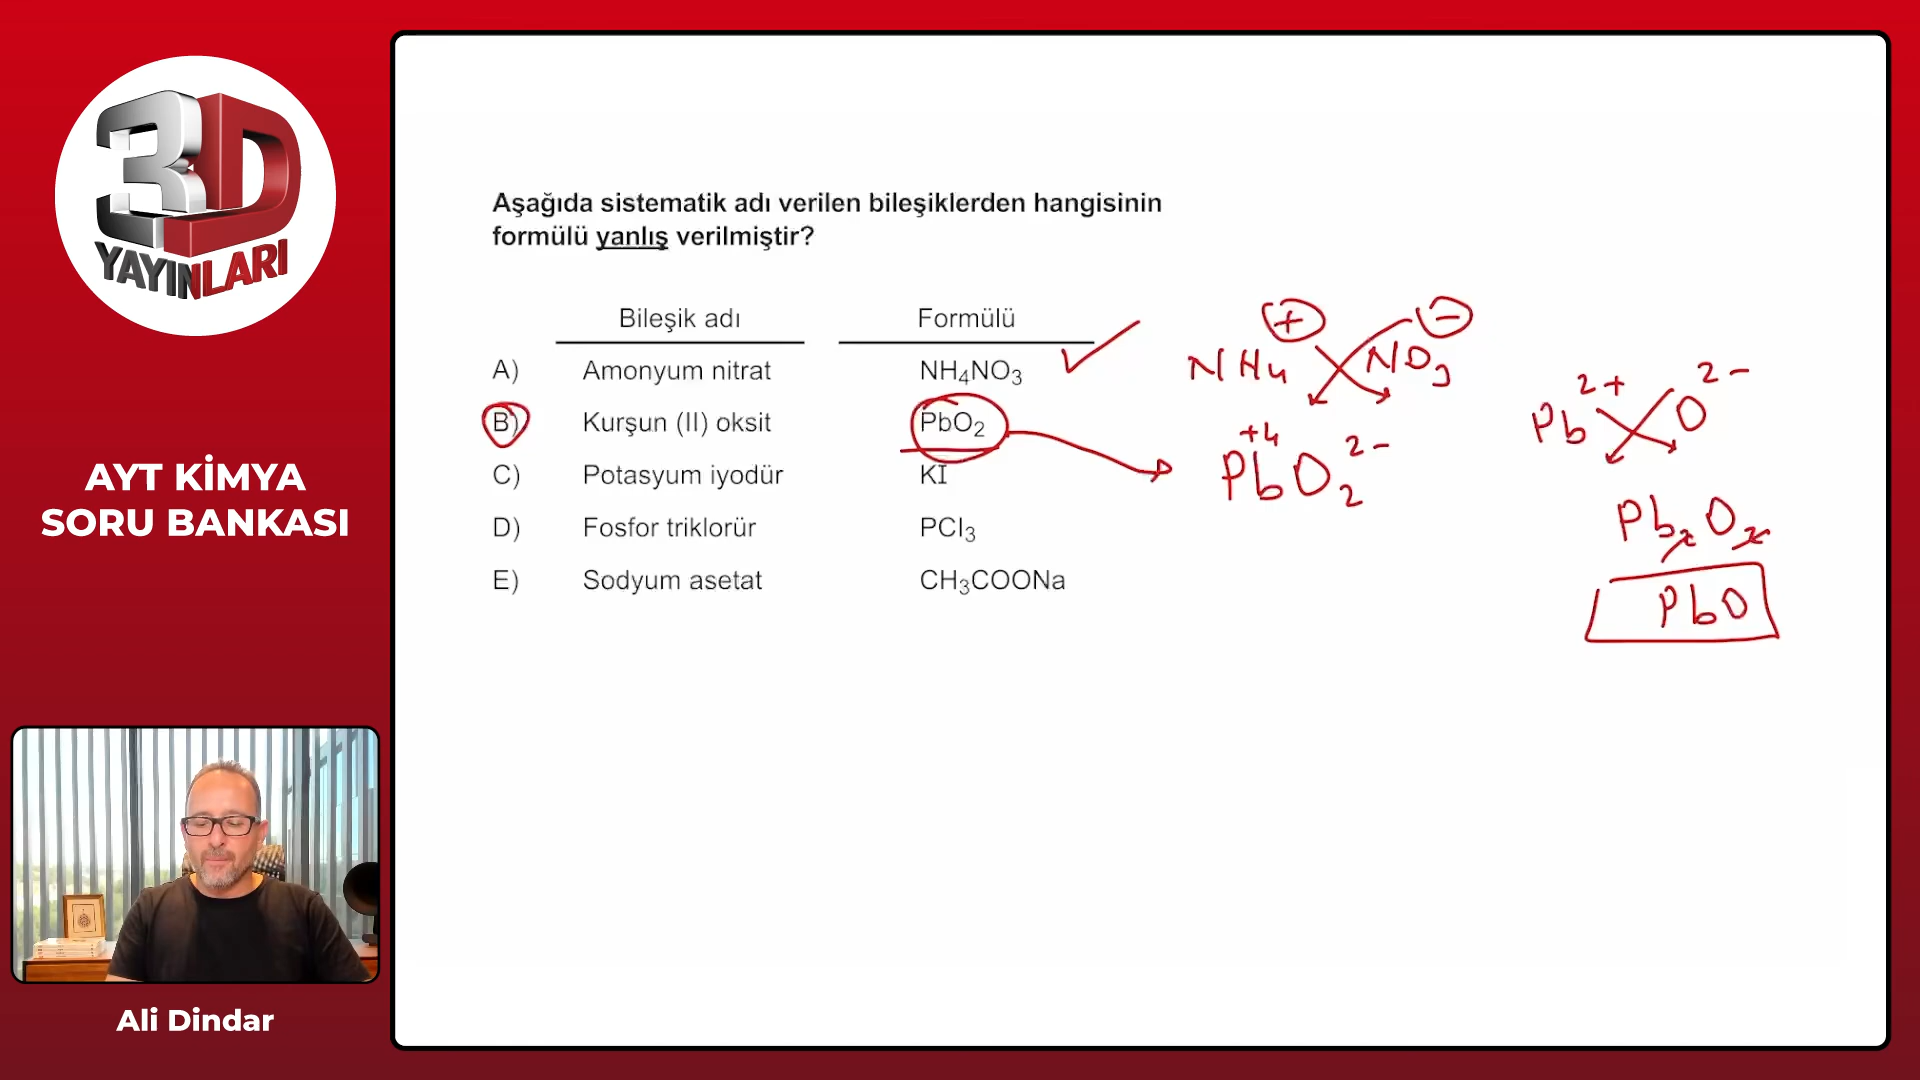 3D
YAYINLARI
AYT KİMYA
SORU BANKASI
Ali Dindar
Aşağıda sistematik adı verilen bileşiklerden hangisinin
formülü yanlış verilmiştir?
Bileşik adı Formülü
A) Amonyum nitrat NH₄NO₃
B) Kurşun (II) oksit PbO₂
C) Potasyum iyodür KI
D) Fosfor triklorür PCl₃
E) Sodyum asetat CH₃COONa
+ −
NH₄ NO₃
+4 2−
PbO₂
2+ 2−
Pb O
Pb₂O₂
PbO